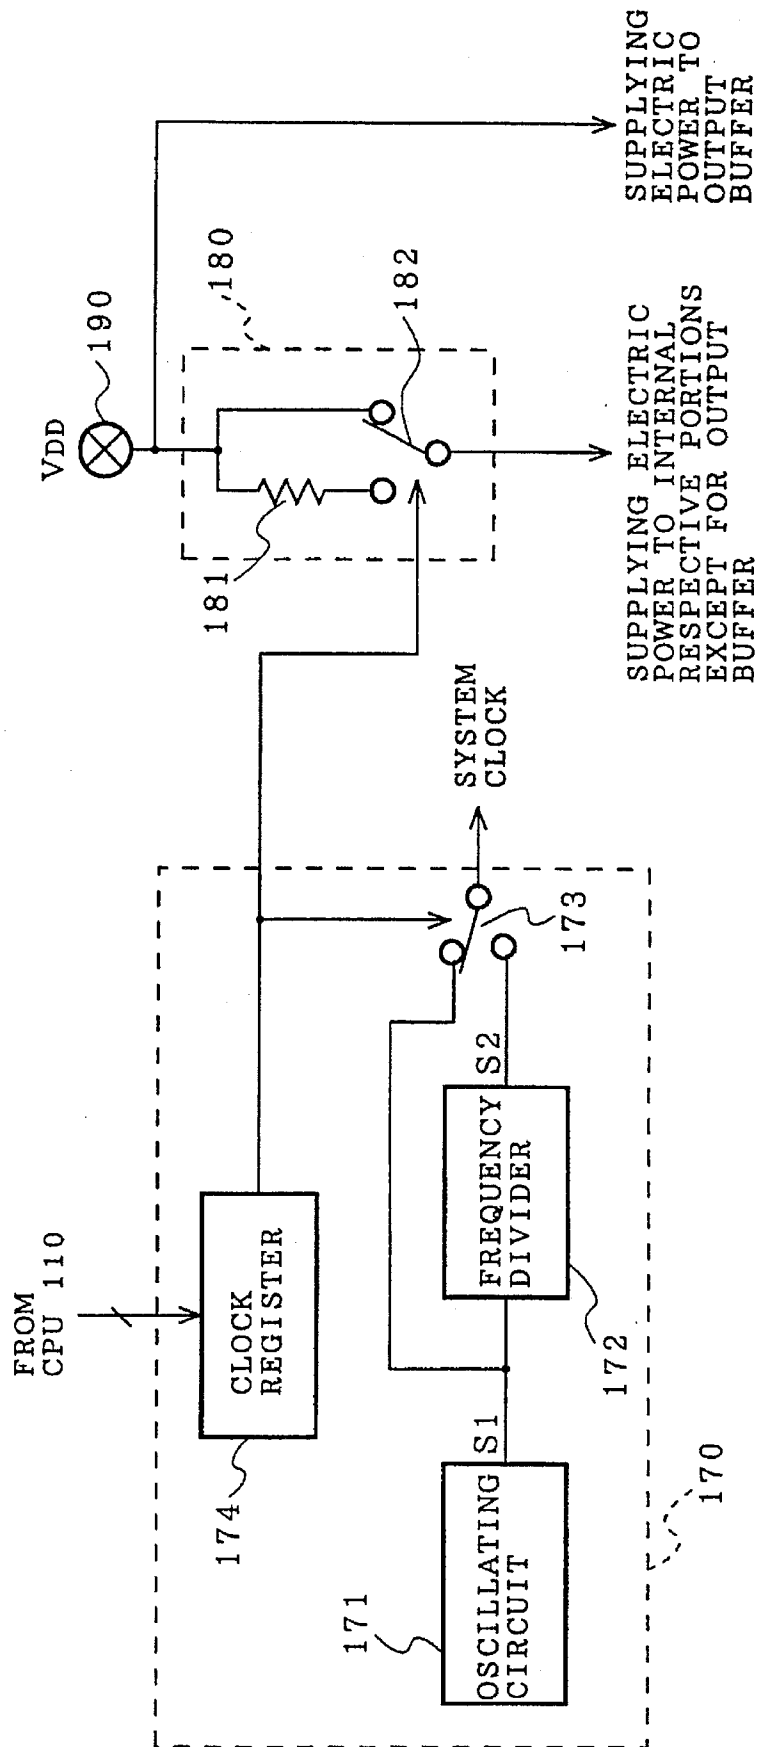 FROM
CPU 110
174
CLOCK
REGISTER
171
OSCILLATING
CIRCUIT
S1
172
FREQUENCY
DIVIDER
S2
173
170
SYSTEM
CLOCK
VDD
190
180
181
182
SUPPLYING ELECTRIC
POWER TO INTERNAL
RESPECTIVE PORTIONS
EXCEPT FOR OUTPUT
BUFFER
SUPPLYING
ELECTRIC
POWER TO
OUTPUT
BUFFER